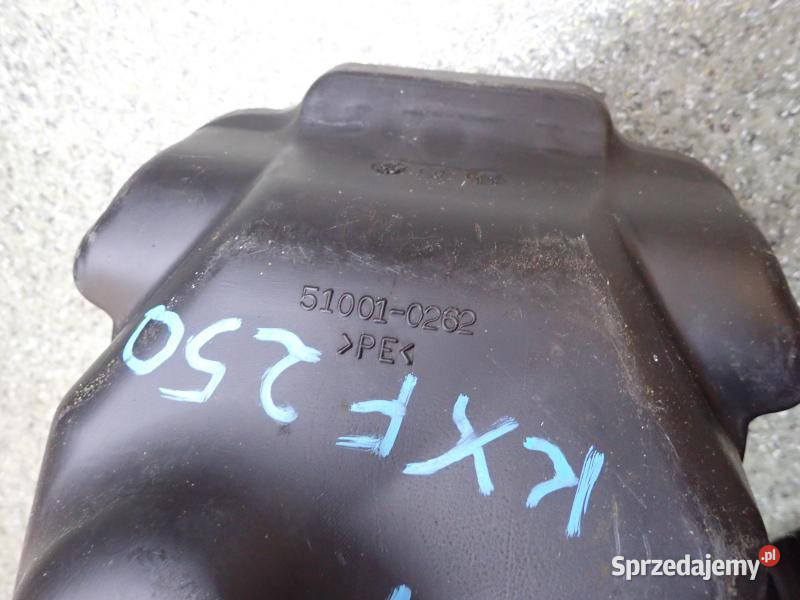 51001-0262
>PE<
KXF 250
Sprzedajemy.pl